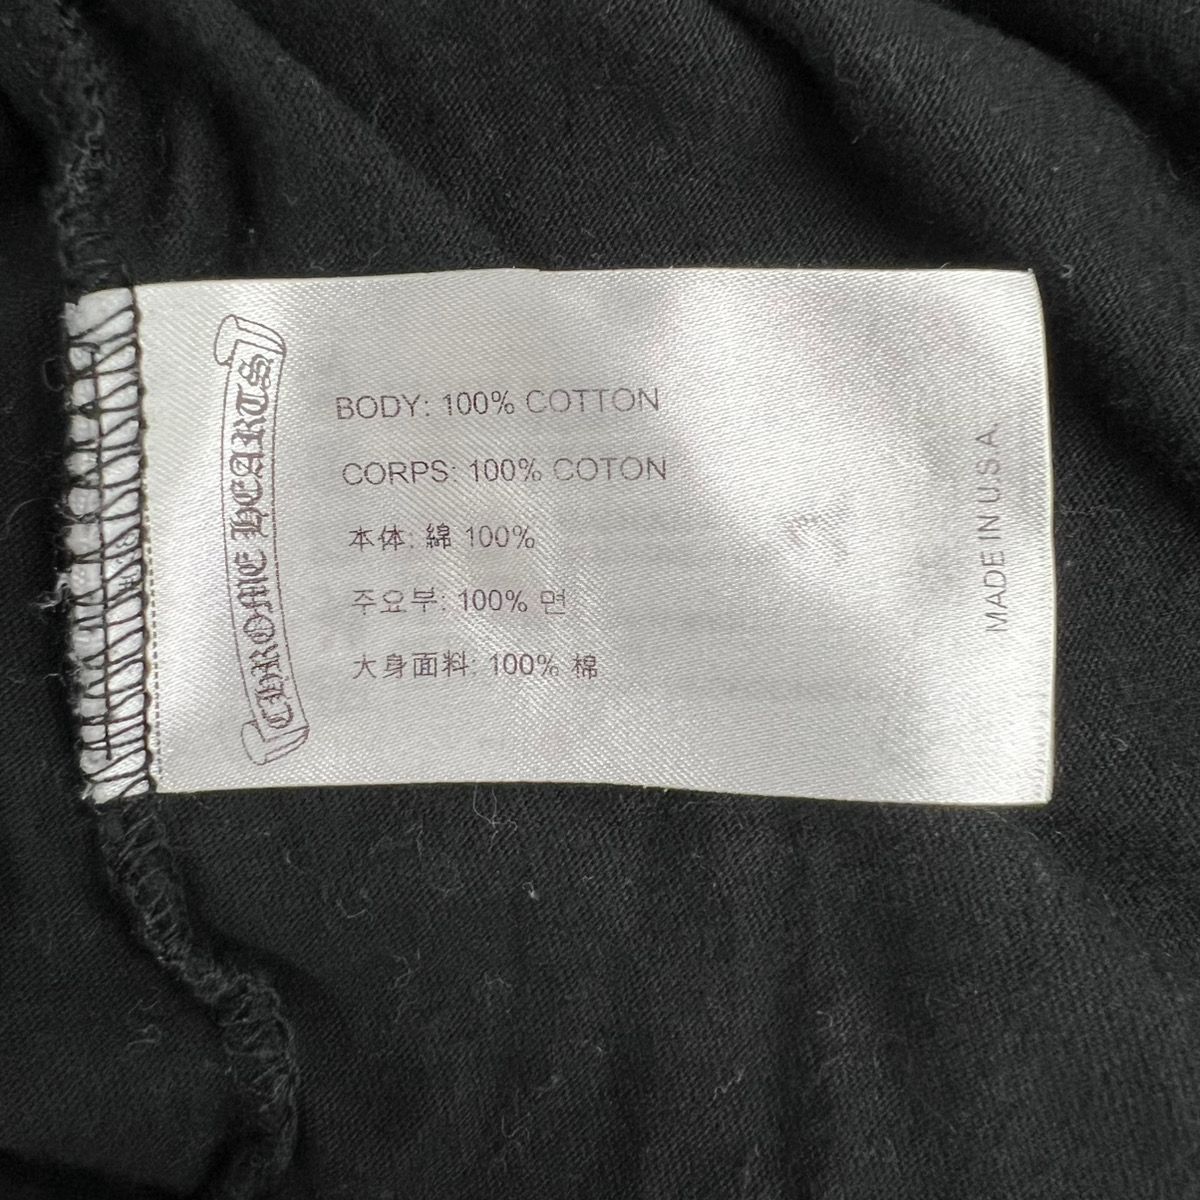 CHROME HEARTS
BODY: 100% COTTON
CORPS: 100% COTON
本体: 綿 100%
주요부: 100% 면
大身面料: 100% 棉
MADE IN U.S.A.